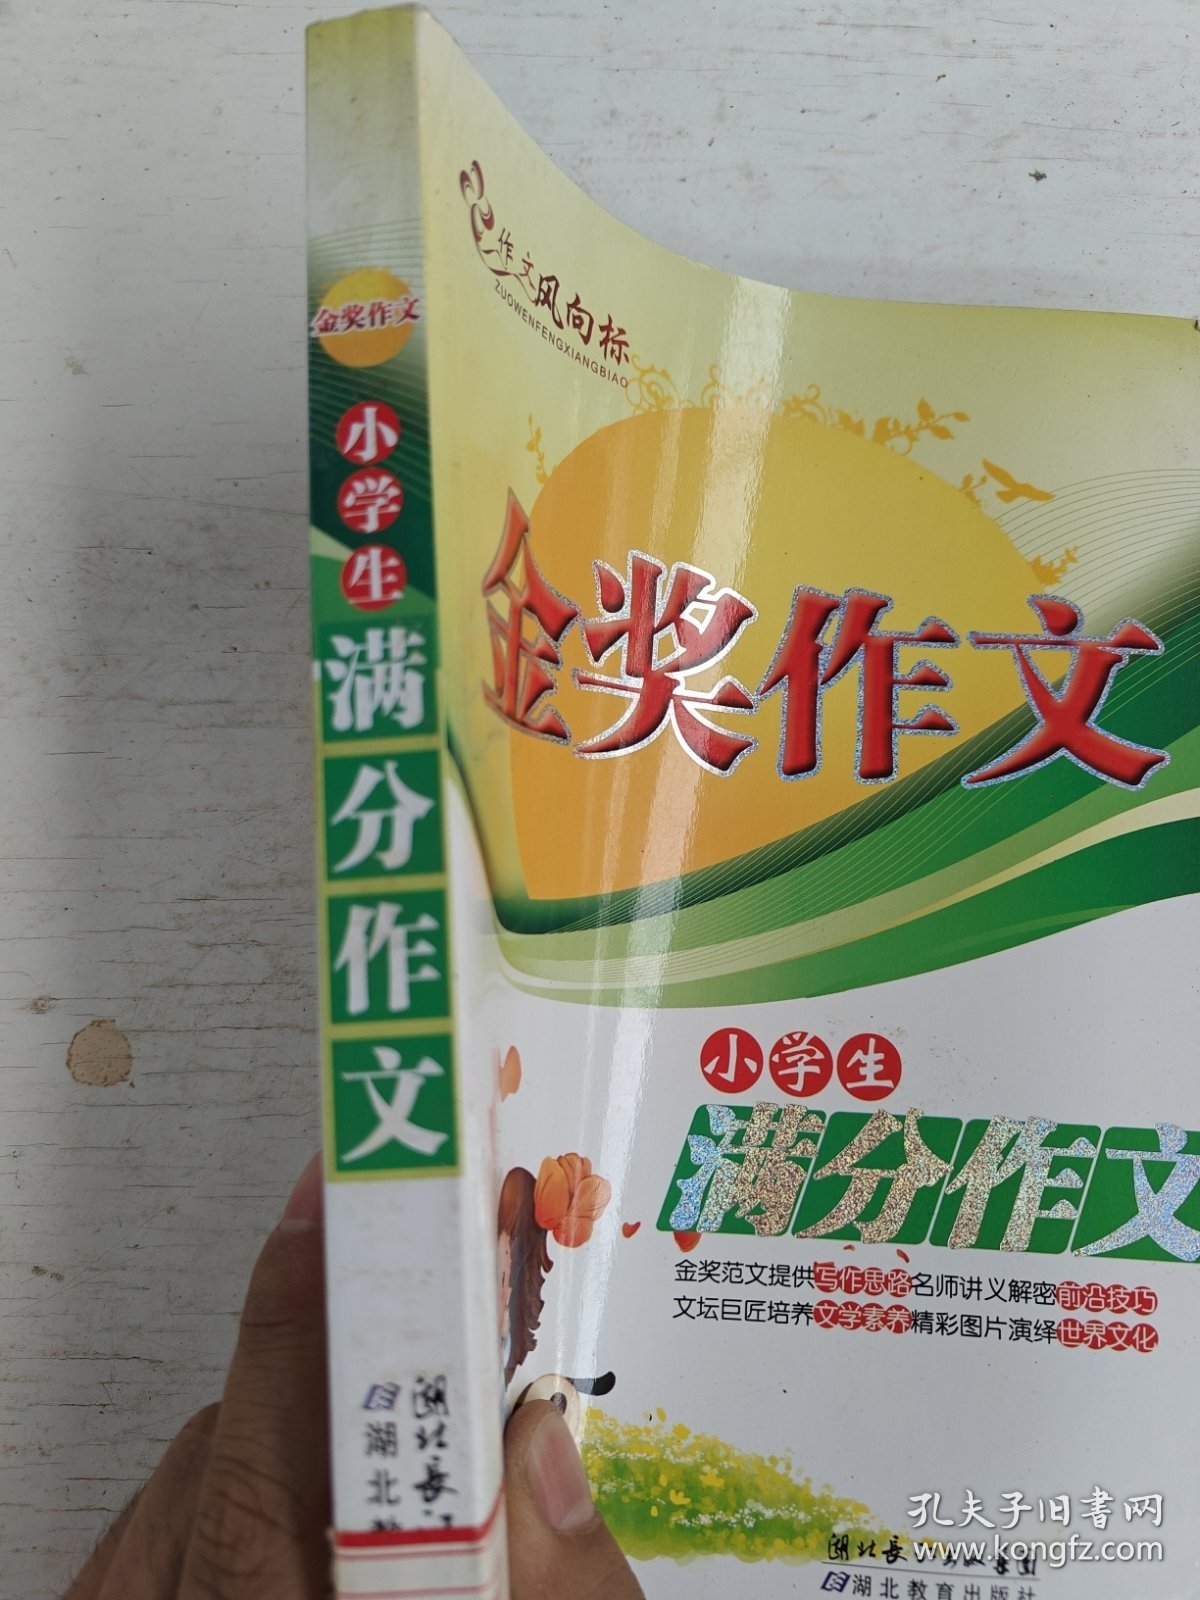 金奖作文
小学生
满分作文
湖北长江
湖北
作文风向标
ZUOWENFENGXIANGBIAO
金奖作文
小学生
满分作文
金奖范文提供写作思路名师讲义解密前沿技巧
文坛巨匠培养文学素养精彩图片演绎世界文化
湖北长江出版集团
湖北教育出版社
孔夫子旧书网
www.kongfz.com